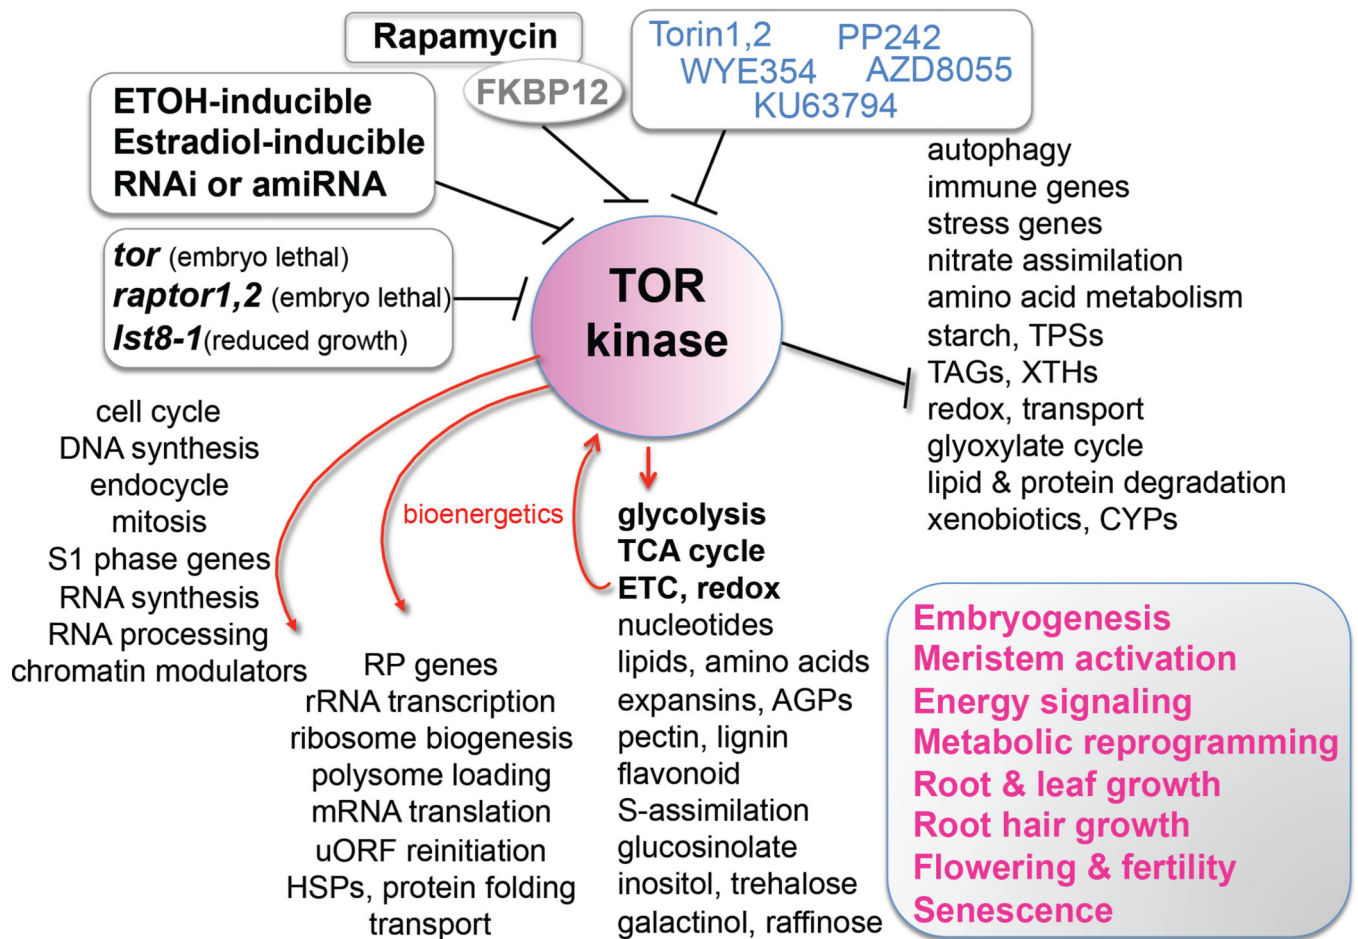 Rapamycin
FKBP12
Torin1,2 PP242
WYE354 AZD8055
KU63794
ETOH-inducible
Estradiol-inducible
RNAi or amiRNA
tor (embryo lethal)
raptor1,2 (embryo lethal)
lst8-1(reduced growth)
TOR
kinase
autophagy
immune genes
stress genes
nitrate assimilation
amino acid metabolism
starch, TPSs
TAGs, XTHs
redox, transport
glyoxylate cycle
lipid & protein degradation
xenobiotics, CYPs
cell cycle
DNA synthesis
endocycle
mitosis
S1 phase genes
RNA synthesis
RNA processing
chromatin modulators
bioenergetics
RP genes
rRNA transcription
ribosome biogenesis
polysome loading
mRNA translation
uORF reinitiation
HSPs, protein folding
transport
glycolysis
TCA cycle
ETC, redox
nucleotides
lipids, amino acids
expansins, AGPs
pectin, lignin
flavonoid
S-assimilation
glucosinolate
inositol, trehalose
galactinol, raffinose
Embryogenesis
Meristem activation
Energy signaling
Metabolic reprogramming
Root & leaf growth
Root hair growth
Flowering & fertility
Senescence